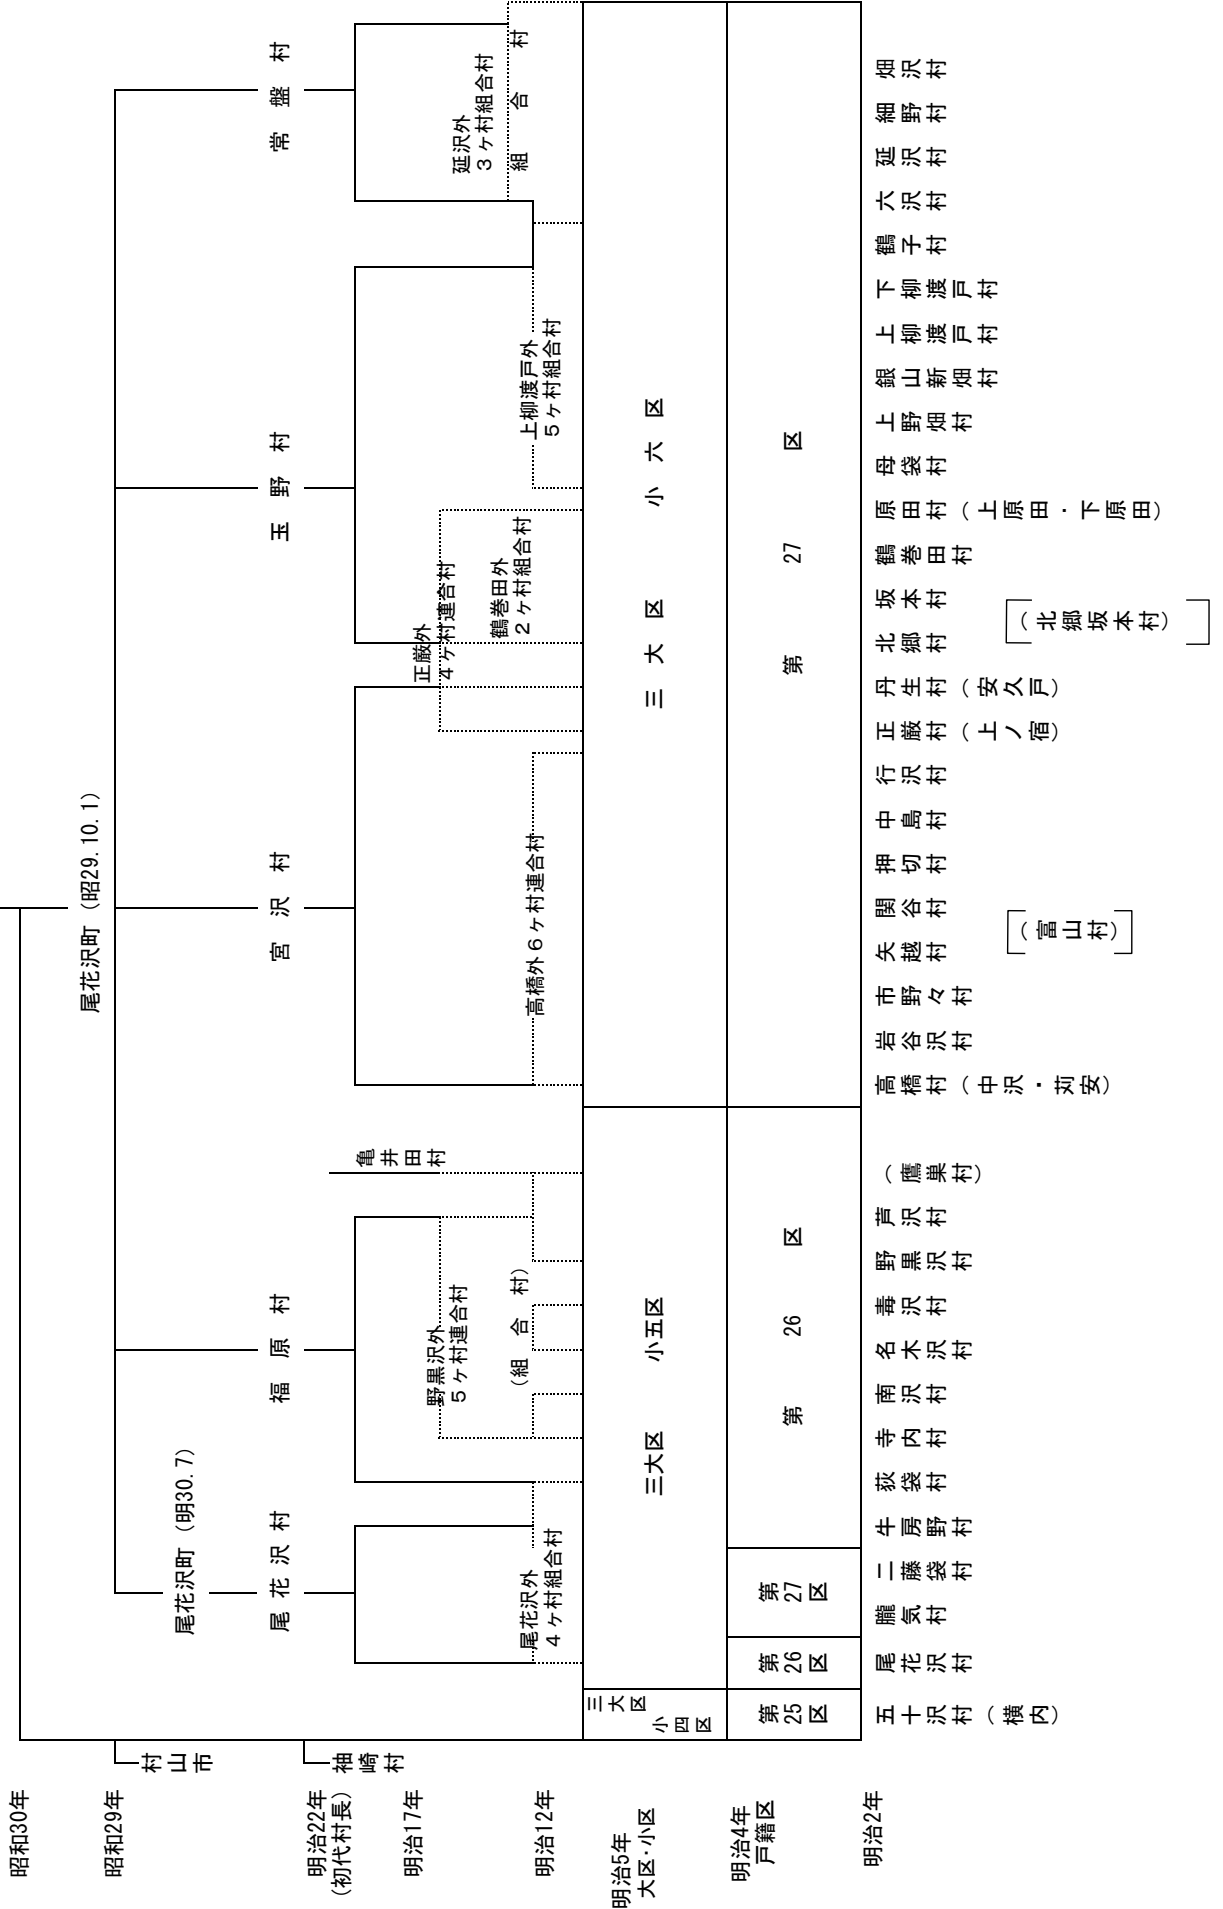 昭和30年
昭和29年
明治22年
(初代村長)
明治17年
明治12年
明治5年
大区･小区
明治4年
戸籍区
明治2年
村山市
袖崎村
尾花沢町（昭29.10.1）
尾花沢町（明30.7）
尾花沢村
福原村
宮沢村
玉野村
常盤村
亀井田村
野黒沢外
５ヶ村連合村
正厳外
４ヶ村連合村
尾花沢外
４ヶ村組合村
（組合村）
高橋外６ヶ村連合村
鶴巻田外
２ヶ村組合村
上柳渡戸外
５ヶ村組合村
延沢外
３ヶ村組合村
組合村
三大区
小四区
三大区 小五区
三大区 小六区
第25区
第26区
第27区
第26区
第27区
五十沢村（横内）
尾花沢村
朧気村
二藤袋村
牛房野村
荻袋村
寺内村
南沢村
名木沢村
毒沢村
野黒沢村
芦沢村
（鷹巣村）
高橋村（中沢・苅安）
岩谷沢村
市野々村
矢越村
関谷村
（富山村）
押切村
中島村
行沢村
正厳村（上ノ宿）
丹生村（安久戸）
北郷村
坂本村
（北郷坂本村）
鶴巻田村
原田村（上原田・下原田）
母袋村
上野畑村
銀山新畑村
上柳渡戸村
下柳渡戸村
鶴子村
六沢村
延沢村
細野村
畑沢村